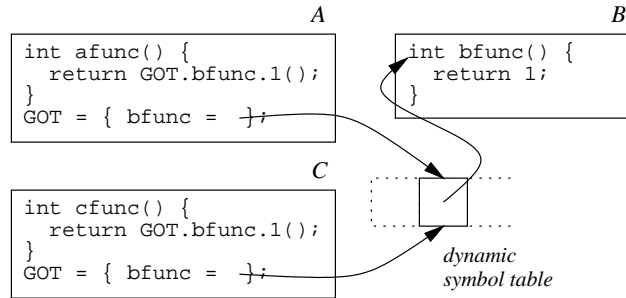 A
int afunc() {
return GOT.bfunc.1();
}
GOT = { bfunc = };
B
int bfunc() {
return 1;
}
C
int cfunc() {
return GOT.bfunc.1();
}
GOT = { bfunc = };
dynamic
symbol table